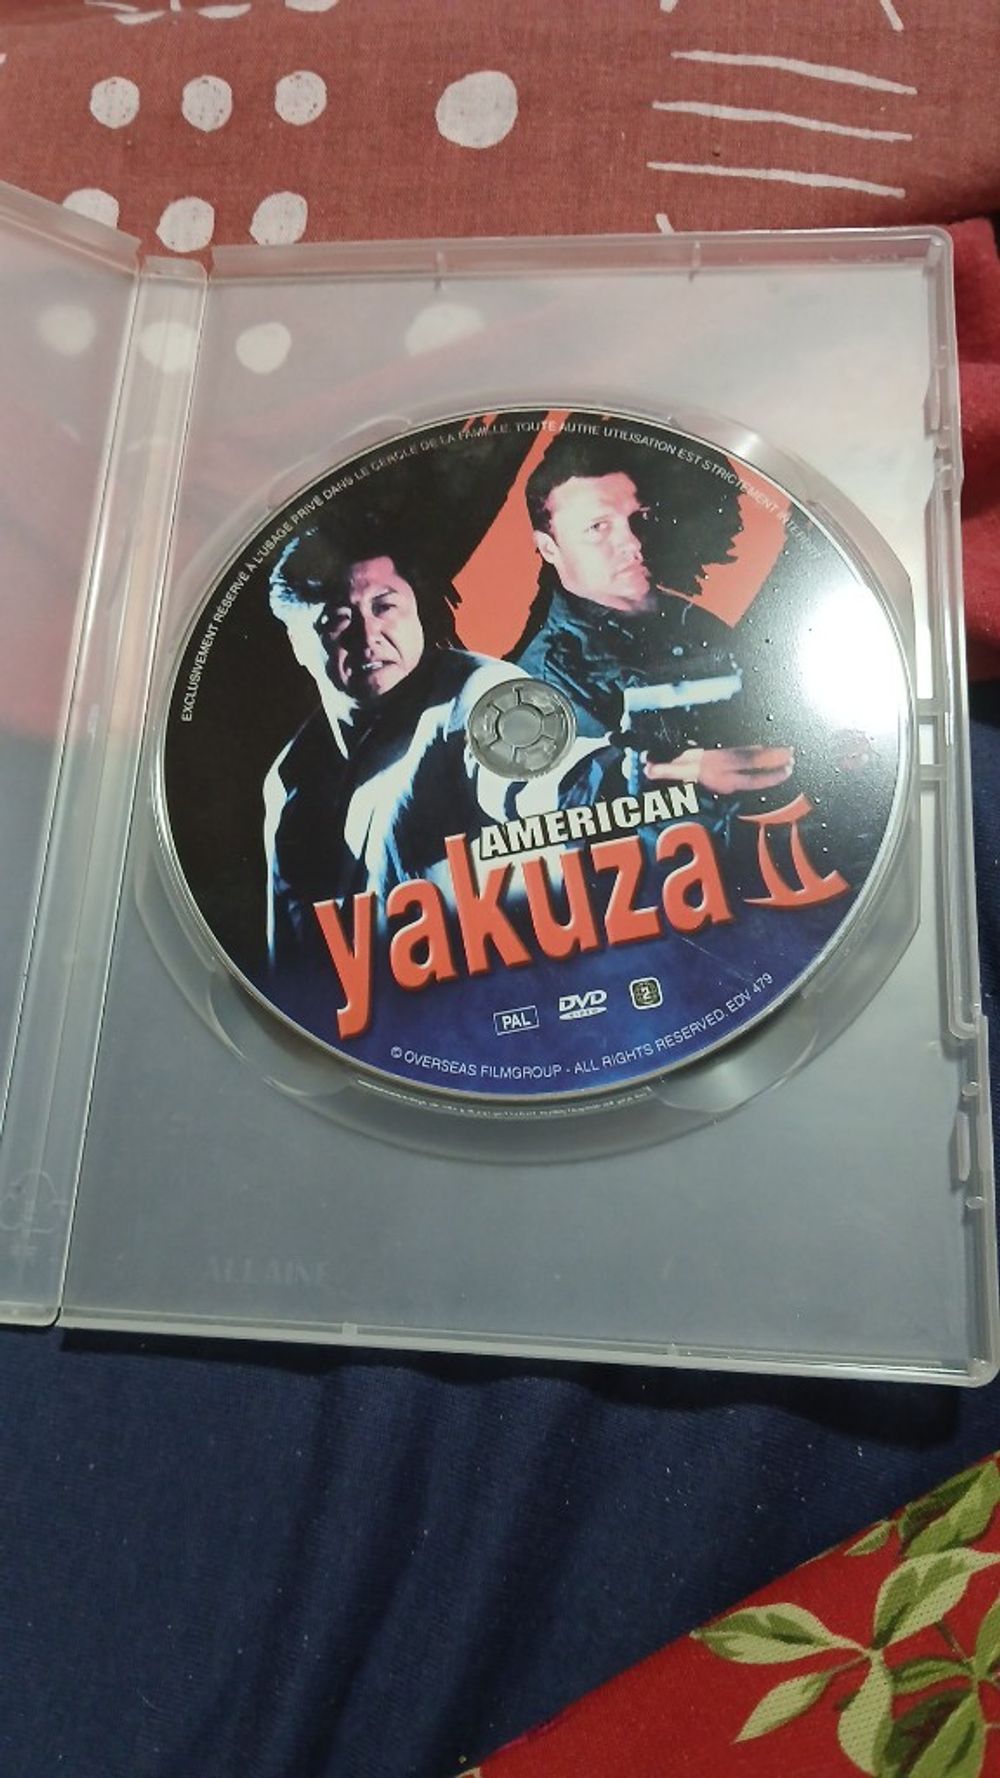 EXCLUSIVEMENT RÉSERVÉ À L'USAGE PRIVÉ DANS LE CERCLE DE LA FAMILLE. TOUTE AUTRE UTILISATION EST STRICTEMENT
AMERICAN
yakuza II
PAL
DVD
VIDEO
2
© OVERSEAS FILMGROUP - ALL RIGHTS RESERVED. EDV 479